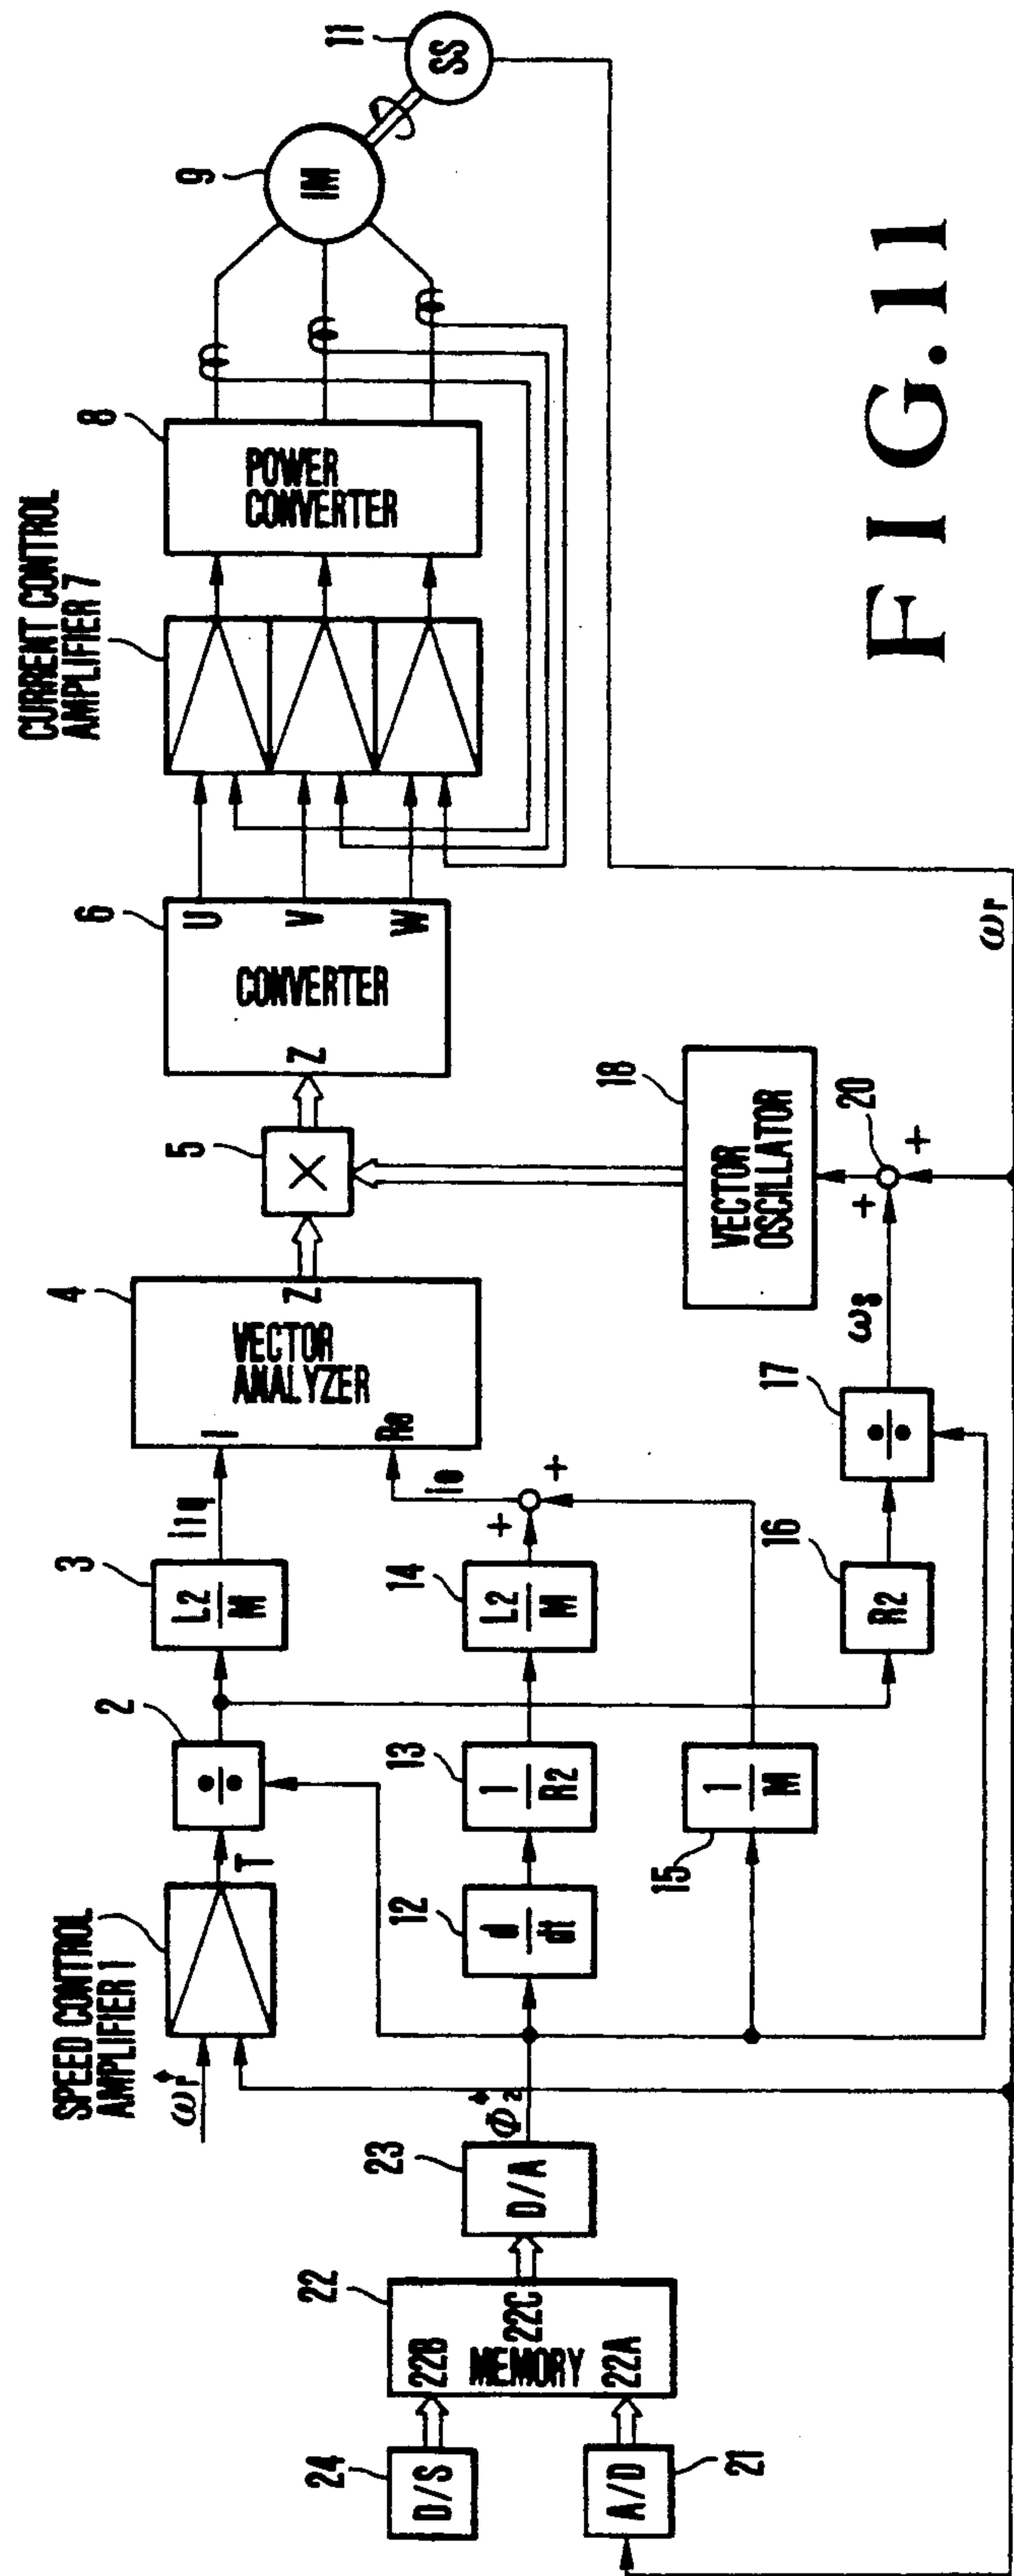 SPEED CONTROL
AMPLIFIER 1
ωr*
T
2
÷
3
L2
M
i1q
4
I
Re
VECTOR
ANALYZER
Z
5
×
6
Z
CONVERTER
U
V
W
CURRENT CONTROL
AMPLIFIER 7
8
POWER
CONVERTER
9
IM
11
SS
24
D/S
21
A/D
22
22B
22C
MEMORY
22A
23
D/A
Φ2*
12
d
dt
13
1
R2
14
L2
M
+
+
io
15
1
M
16
R2
17
÷
ωs
+
+
20
18
VECTOR
OSCILLATOR
ωr
FIG.11